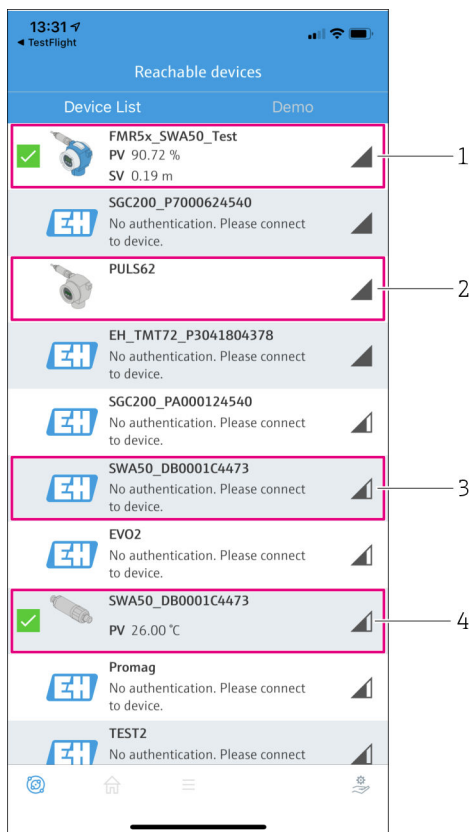 13:31
◄ TestFlight
Reachable devices
Device List
Demo
FMR5x_SWA50_Test
PV 90.72 %
SV 0.19 m
1
SGC200_P7000624540
No authentication. Please connect
to device.
PULS62
2
EH_TMT72_P3041804378
No authentication. Please connect
to device.
SGC200_PA000124540
No authentication. Please connect
to device.
SWA50_DB0001C4473
No authentication. Please connect
to device.
3
EVO2
No authentication. Please connect
to device.
SWA50_DB0001C4473
PV 26.00 °C
4
Promag
No authentication. Please connect
to device.
TEST2
No authentication. Please connect